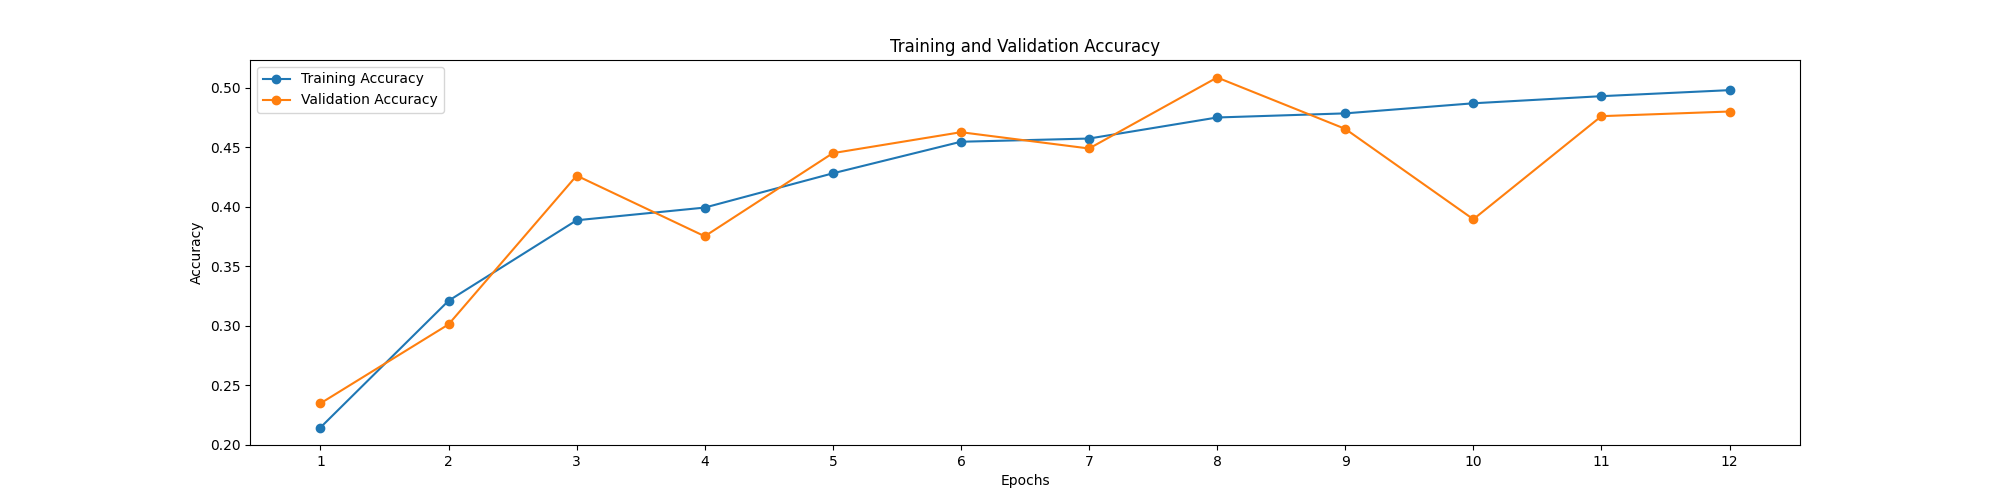 Training and Validation Accuracy
Training Accuracy
Validation Accuracy
0.50
0.45
0.40
0.35
0.30
0.25
0.20
Accuracy
1 2 3 4 5 6 7 8 9 10 11 12
Epochs